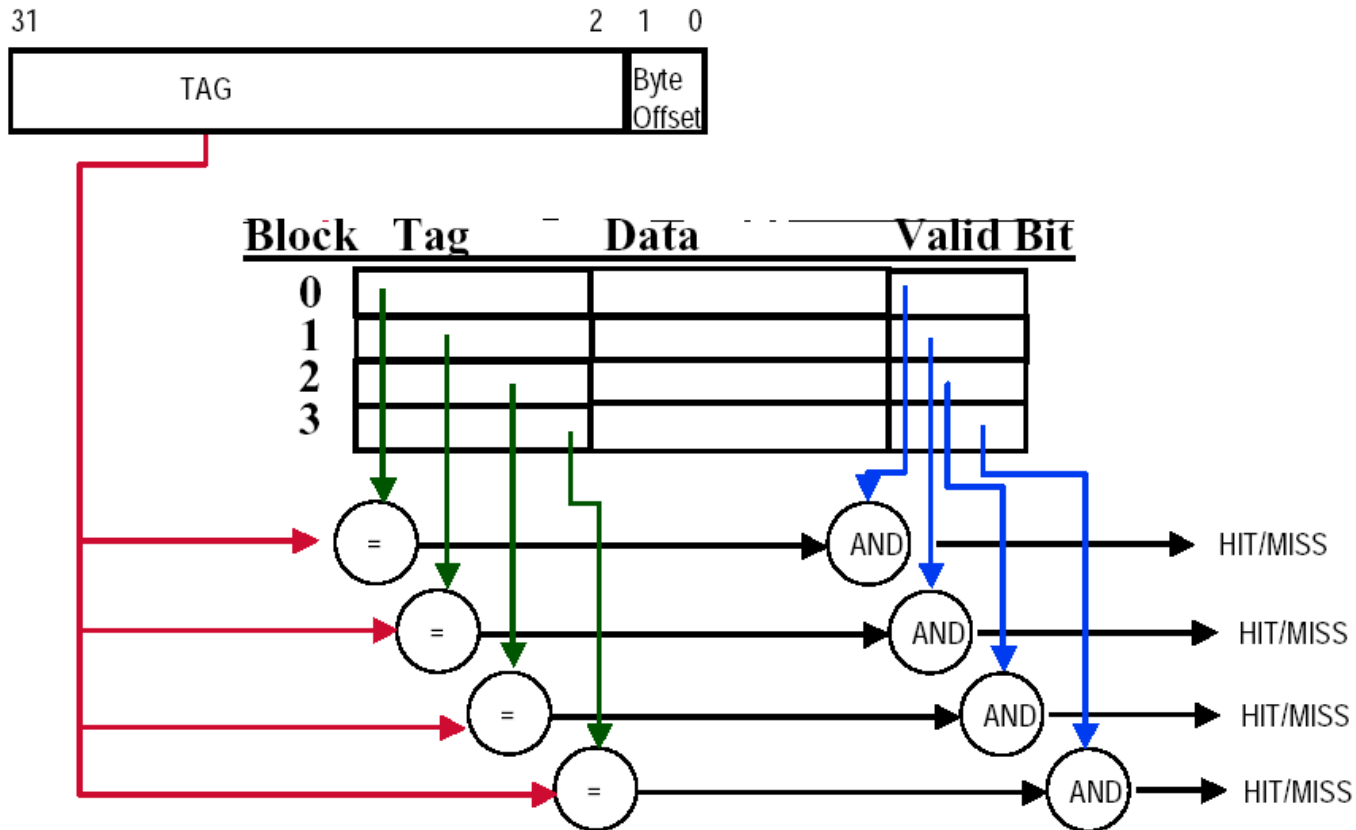 31 2 1 0
TAG
Byte
Offset
Block Tag Data Valid Bit
0
1
2
3
= AND HIT/MISS
= AND HIT/MISS
= AND HIT/MISS
= AND HIT/MISS